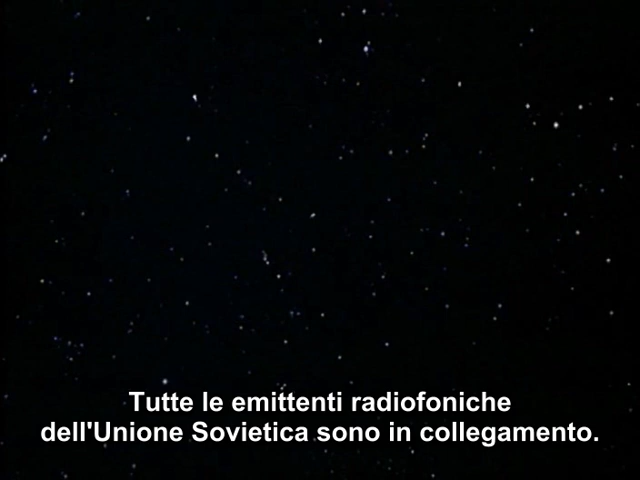 Tutte le emittenti radiofoniche
dell'Unione Sovietica sono in collegamento.